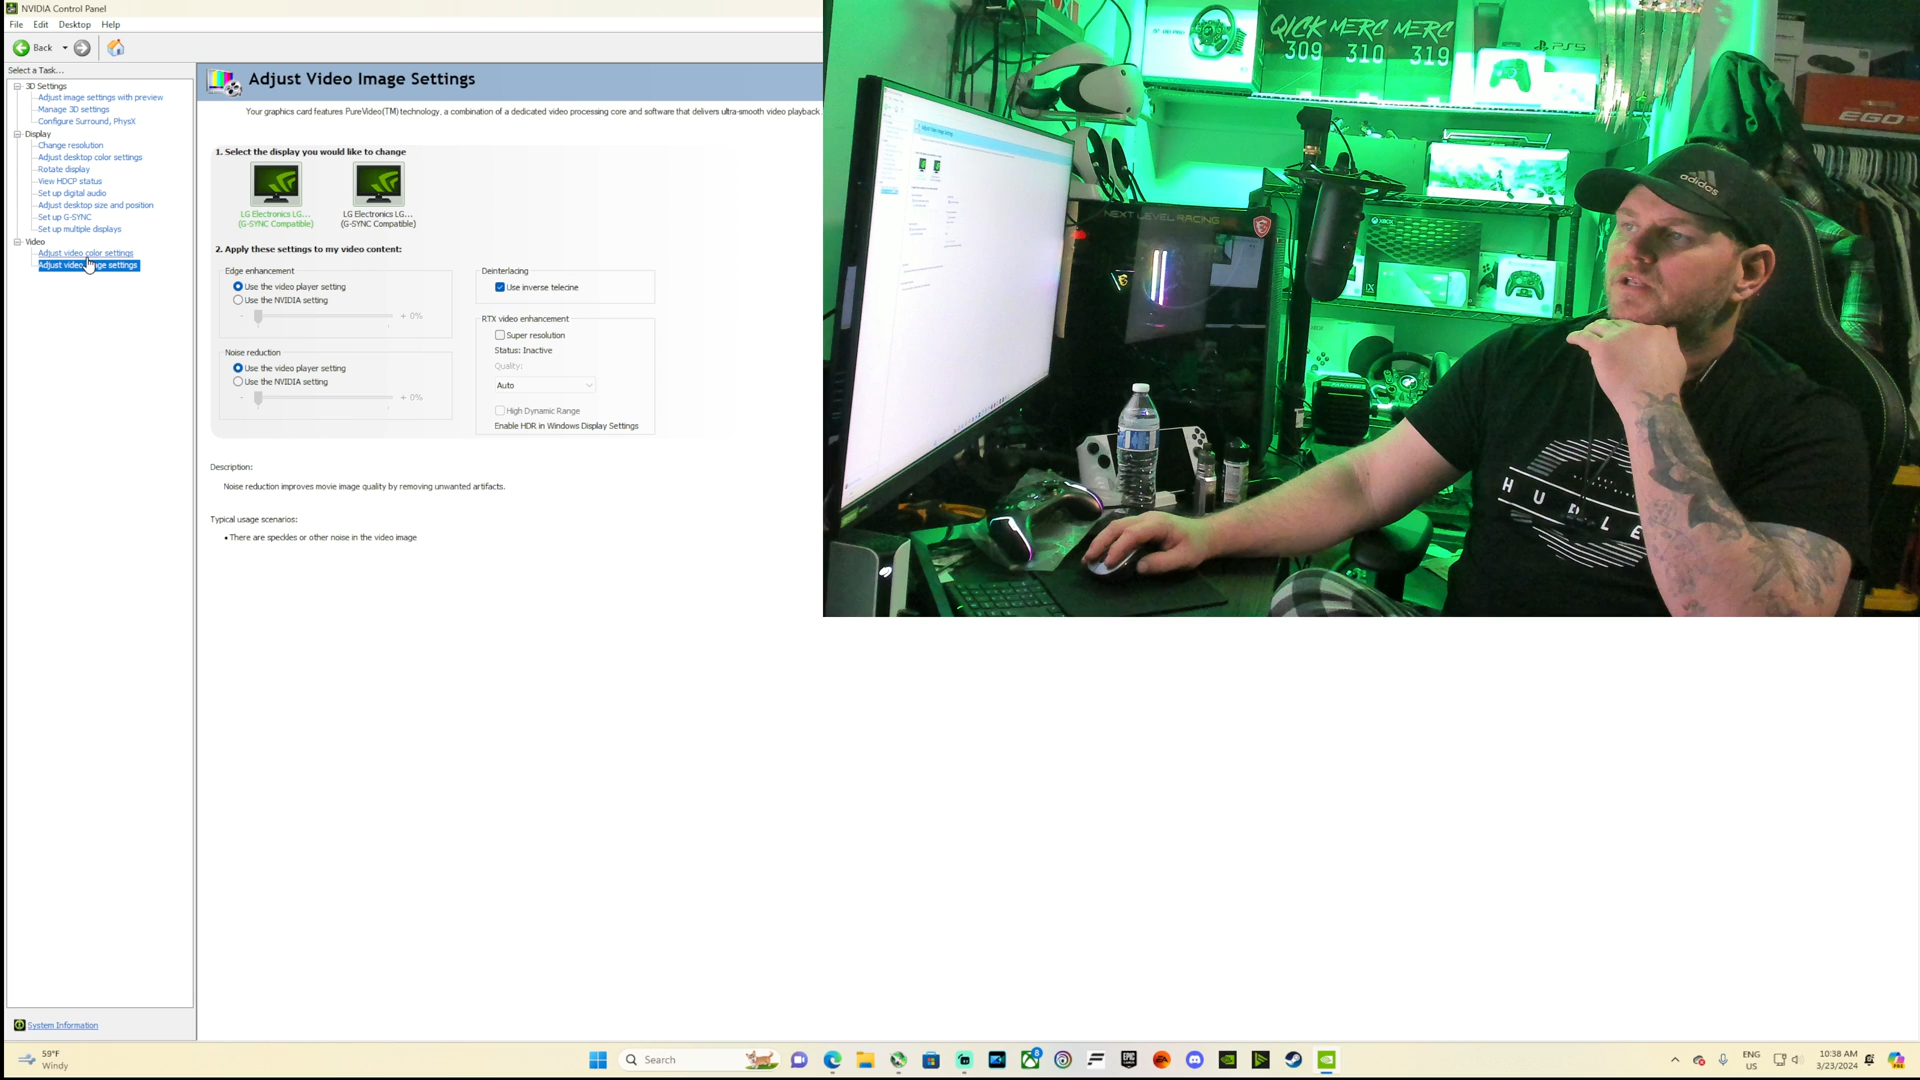 NVIDIA Control Panel
File Edit Desktop Help
Back
Select a Task...
3D Settings
Adjust image settings with preview
Manage 3D settings
Configure Surround, PhysX
Display
Change resolution
Adjust desktop color settings
Rotate display
View HDCP status
Set up digital audio
Adjust desktop size and position
Set up G-SYNC
Set up multiple displays
Video
Adjust video color settings
Adjust video image settings
System Information
Adjust Video Image Settings
Your graphics card features PureVideo(TM) technology, a combination of a dedicated video processing core and software that delivers ultra-smooth video playback
1. Select the display you would like to change
LG Electronics LG...
(G-SYNC Compatible)
LG Electronics LG...
(G-SYNC Compatible)
2. Apply these settings to my video content:
Edge enhancement
Use the video player setting
Use the NVIDIA setting
- + 0%
Noise reduction
Use the video player setting
Use the NVIDIA setting
- + 0%
Deinterlacing
Use inverse telecine
RTX video enhancement
Super resolution
Status: Inactive
Quality:
Auto
High Dynamic Range
Enable HDR in Windows Display Settings
Description:
Noise reduction improves movie image quality by removing unwanted artifacts.
Typical usage scenarios:
• There are speckles or other noise in the video image
QICK MERC MERC
309 310 319
PS5
EGO
NEXT LEVEL RACING
XBOX
adidas
HUMBLE
59°F
Windy
Search
8
EPIC
ENG
US
10:38 AM
3/23/2024
PRE